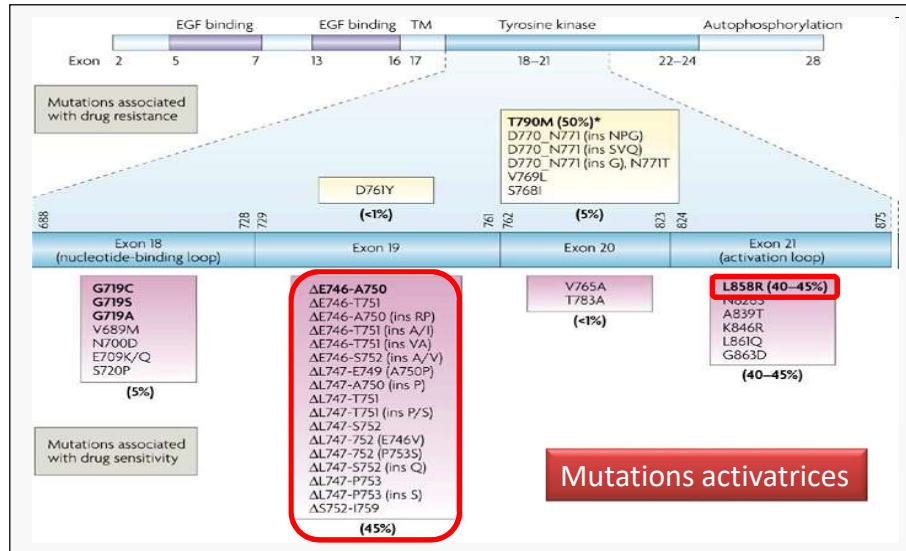 EGF binding EGF binding TM Tyrosine kinase Autophosphorylation
Exon 2 5 7 13 16 17 18–21 22–24 28
Mutations associated
with drug resistance
T790M (50%)*
D770_N771 (ins NPG)
D770_N771 (ins SVQ)
D770_N771 (ins G), N771T
V769L
S768I
(5%)
D761Y
(<1%)
688 728 729 761 762 823 824 875
Exon 18
(nucleotide-binding loop)
Exon 19
Exon 20
Exon 21
(activation loop)
G719C
G719S
G719A
V689M
N700D
E709K/Q
S720P
(5%)
ΔE746-A750
ΔE746-T751
ΔE746-A750 (ins RP)
ΔE746-T751 (ins A/I)
ΔE746-T751 (ins VA)
ΔE746-S752 (ins A/V)
ΔL747-E749 (A750P)
ΔL747-A750 (ins P)
ΔL747-T751
ΔL747-T751 (ins P/S)
ΔL747-S752
ΔL747-752 (E746V)
ΔL747-752 (P753S)
ΔL747-S752 (ins Q)
ΔL747-P753
ΔL747-P753 (ins S)
ΔS752-I759
(45%)
V765A
T783A
(<1%)
L858R (40–45%)
N826S
A839T
K846R
L861Q
G863D
(40–45%)
Mutations associated
with drug sensitivity
Mutations activatrices